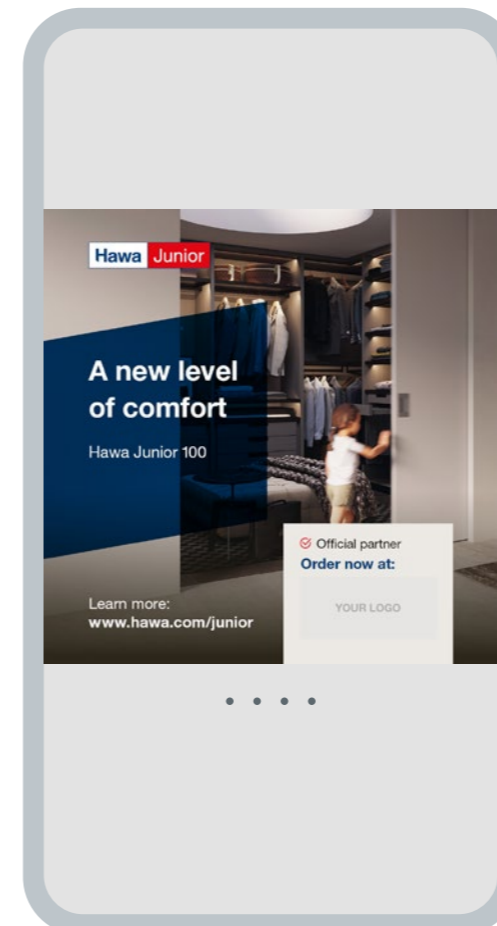 Hawa Junior
A new level
of comfort
Hawa Junior 100
Official partner
Order now at:
YOUR LOGO
Learn more:
www.hawa.com/junior